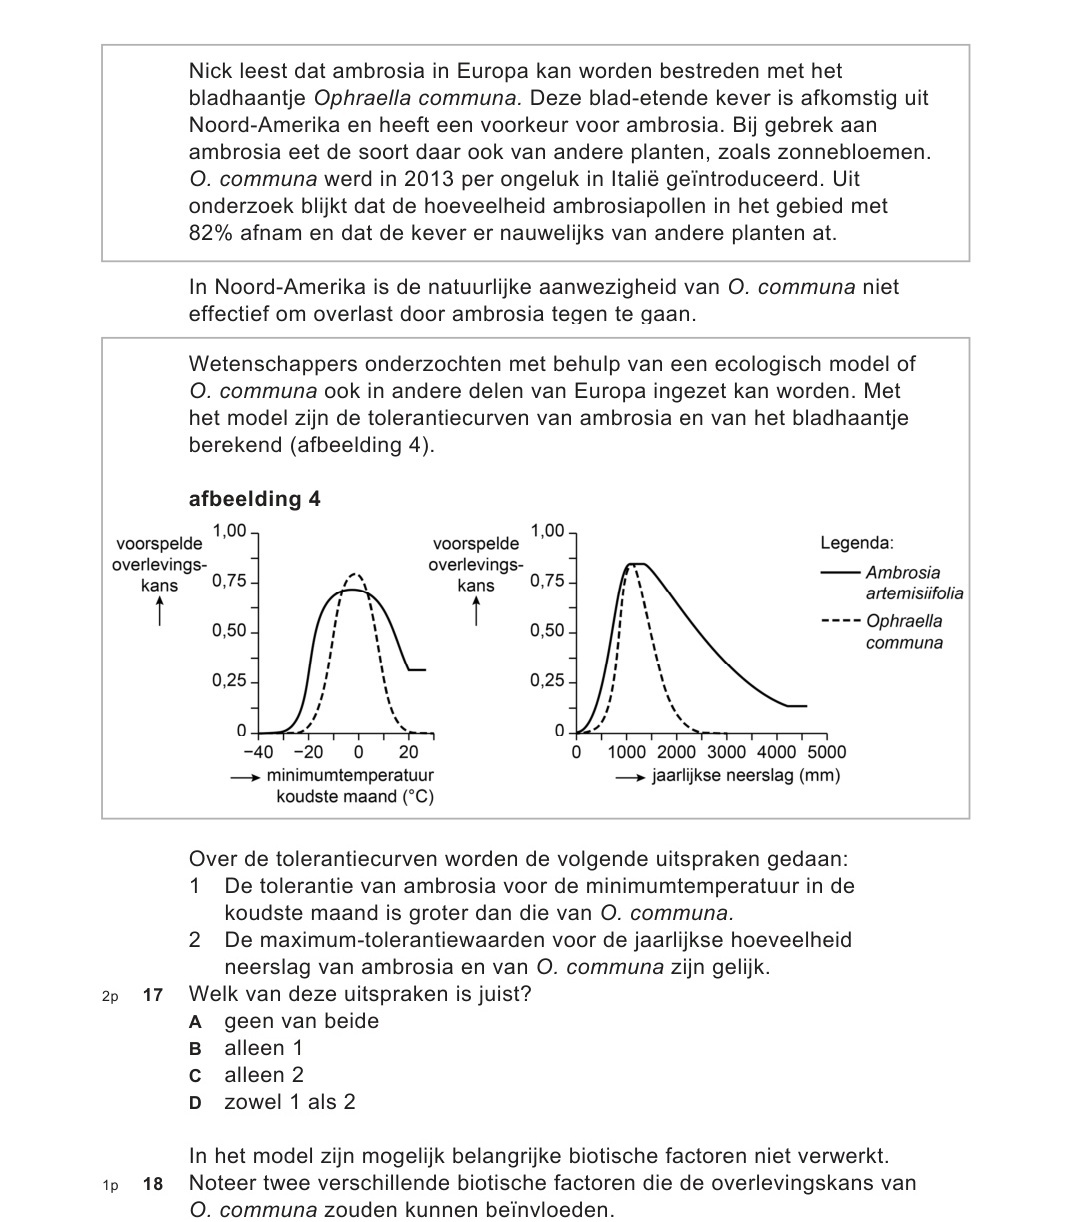 Nick leest dat ambrosia in Europa kan worden bestreden met het
bladhaantje Ophraella communa. Deze blad-etende kever is afkomstig uit
Noord-Amerika en heeft een voorkeur voor ambrosia. Bij gebrek aan
ambrosia eet de soort daar ook van andere planten, zoals zonnebloemen.
O. communa werd in 2013 per ongeluk in Italië geïntroduceerd. Uit
onderzoek blijkt dat de hoeveelheid ambrosiapollen in het gebied met
82% afnam en dat de kever er nauwelijks van andere planten at.
In Noord-Amerika is de natuurlijke aanwezigheid van O. communa niet
effectief om overlast door ambrosia tegen te gaan.
Wetenschappers onderzochten met behulp van een ecologisch model of
O. communa ook in andere delen van Europa ingezet kan worden. Met
het model zijn de tolerantiecurven van ambrosia en van het bladhaantje
berekend (afbeelding 4).
afbeelding 4
voorspelde
overlevings-
kans
1,00
0,75
0,50
0,25
0
−40 −20 0 20
minimumtemperatuur
koudste maand (°C)
voorspelde
overlevings-
kans
1,00
0,75
0,50
0,25
0
0 1000 2000 3000 4000 5000
jaarlijkse neerslag (mm)
Legenda:
Ambrosia
artemisiifolia
Ophraella
communa
Over de tolerantiecurven worden de volgende uitspraken gedaan:
1 De tolerantie van ambrosia voor de minimumtemperatuur in de
koudste maand is groter dan die van O. communa.
2 De maximum-tolerantiewaarden voor de jaarlijkse hoeveelheid
neerslag van ambrosia en van O. communa zijn gelijk.
2p 17 Welk van deze uitspraken is juist?
A geen van beide
B alleen 1
C alleen 2
D zowel 1 als 2
In het model zijn mogelijk belangrijke biotische factoren niet verwerkt.
1p 18 Noteer twee verschillende biotische factoren die de overlevingskans van
O. communa zouden kunnen beïnvloeden.